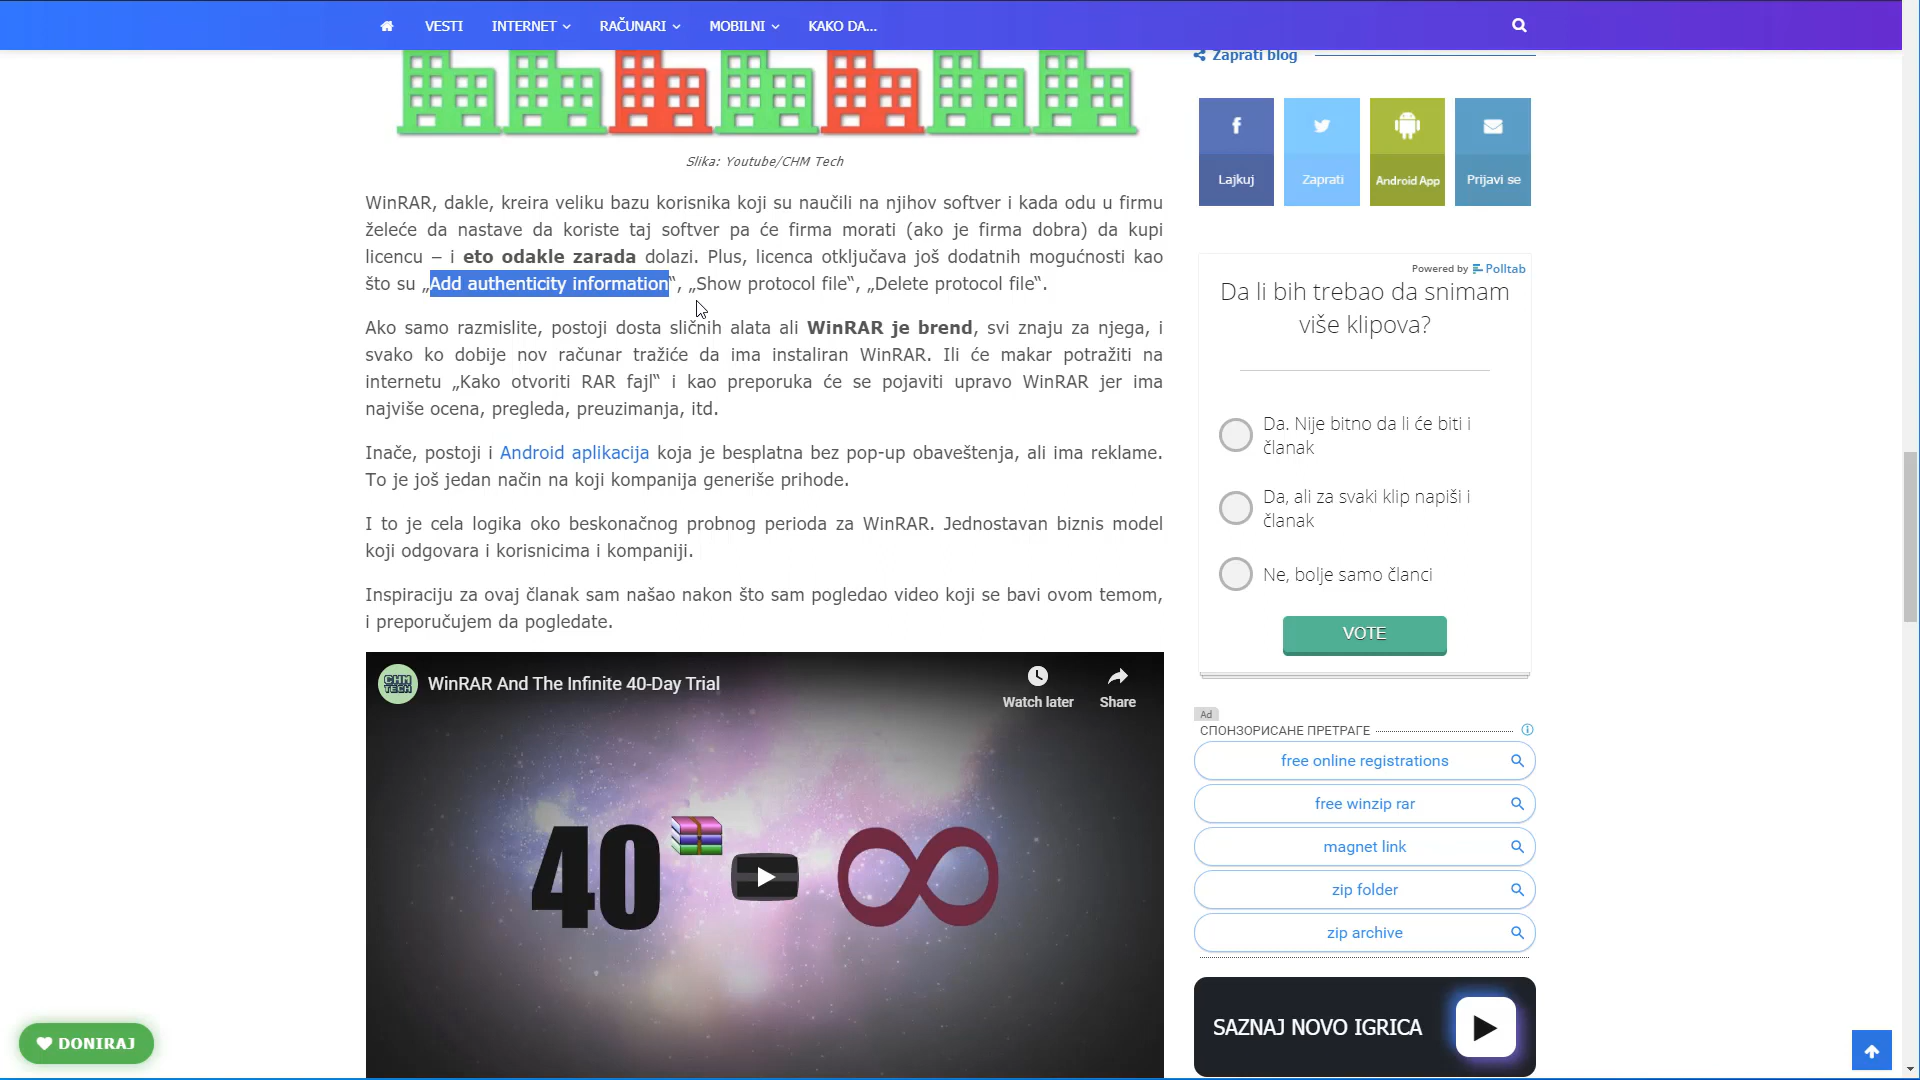 VESTI
INTERNET
RAČUNARI
MOBILNI
KAKO DA...
Slika: Youtube/CHM Tech
WinRAR, dakle, kreira veliku bazu korisnika koji su naučili na njihov softver i kada odu u firmu
želeće da nastave da koriste taj softver pa će firma morati (ako je firma dobra) da kupi
licencu – i eto odakle zarada dolazi. Plus, licenca otključava još dodatnih mogućnosti kao
što su „Add authenticity information“, „Show protocol file“, „Delete protocol file“.
Ako samo razmislite, postoji dosta sličnih alata ali WinRAR je brend, svi znaju za njega, i
svako ko dobije nov računar tražiće da ima instaliran WinRAR. Ili će makar potražiti na
internetu „Kako otvoriti RAR fajl“ i kao preporuka će se pojaviti upravo WinRAR jer ima
najviše ocena, pregleda, preuzimanja, itd.
Inače, postoji i Android aplikacija koja je besplatna bez pop-up obaveštenja, ali ima reklame.
To je još jedan način na koji kompanija generiše prihode.
I to je cela logika oko beskonačnog probnog perioda za WinRAR. Jednostavan biznis model
koji odgovara i korisnicima i kompaniji.
Inspiraciju za ovaj članak sam našao nakon što sam pogledao video koji se bavi ovom temom,
i preporučujem da pogledate.
CHM
TECH
WinRAR And The Infinite 40-Day Trial
Watch later
Share
40
DONIRAJ
Zaprati blog
Lajkuj
Zaprati
Android App
Prijavi se
Powered by Polltab
Da li bih trebao da snimam
više klipova?
Da. Nije bitno da li će biti i
članak
Da, ali za svaki klip napiši i
članak
Ne, bolje samo članci
VOTE
Ad
СПОНЗОРИСАНЕ ПРЕТРАГЕ
free online registrations
free winzip rar
magnet link
zip folder
zip archive
SAZNAJ NOVO IGRICA